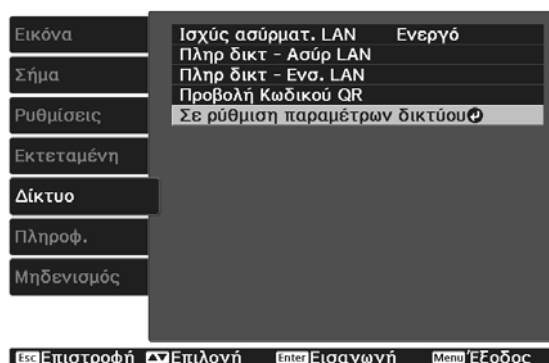 Εικόνα
Σήμα
Ρυθμίσεις
Εκτεταμένη
Δίκτυο
Πληροφ.
Μηδενισμός
Ισχύς ασύρματ. LAN Ενεργό
Πληρ δικτ - Ασύρ LAN
Πληρ δικτ - Ενσ. LAN
Προβολή Κωδικού QR
Σε ρύθμιση παραμέτρων δικτύου
Esc Επιστροφή Επιλογή Enter Εισαγωγή Menu Έξοδος